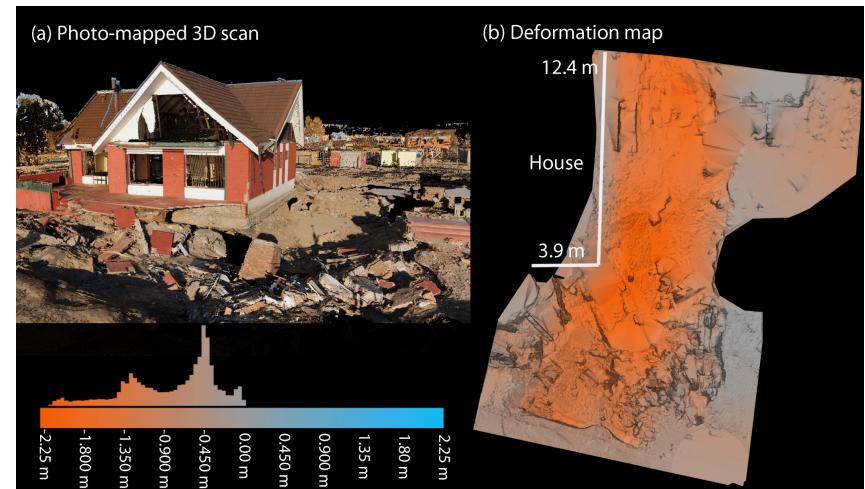 (a) Photo-mapped 3D scan
(b) Deformation map
12.4 m
House
3.9 m
-2.25 m
-1.800 m
-1.350 m
-0.900 m
-0.450 m
0.00 m
0.450 m
0.900 m
1.35 m
1.80 m
2.25 m